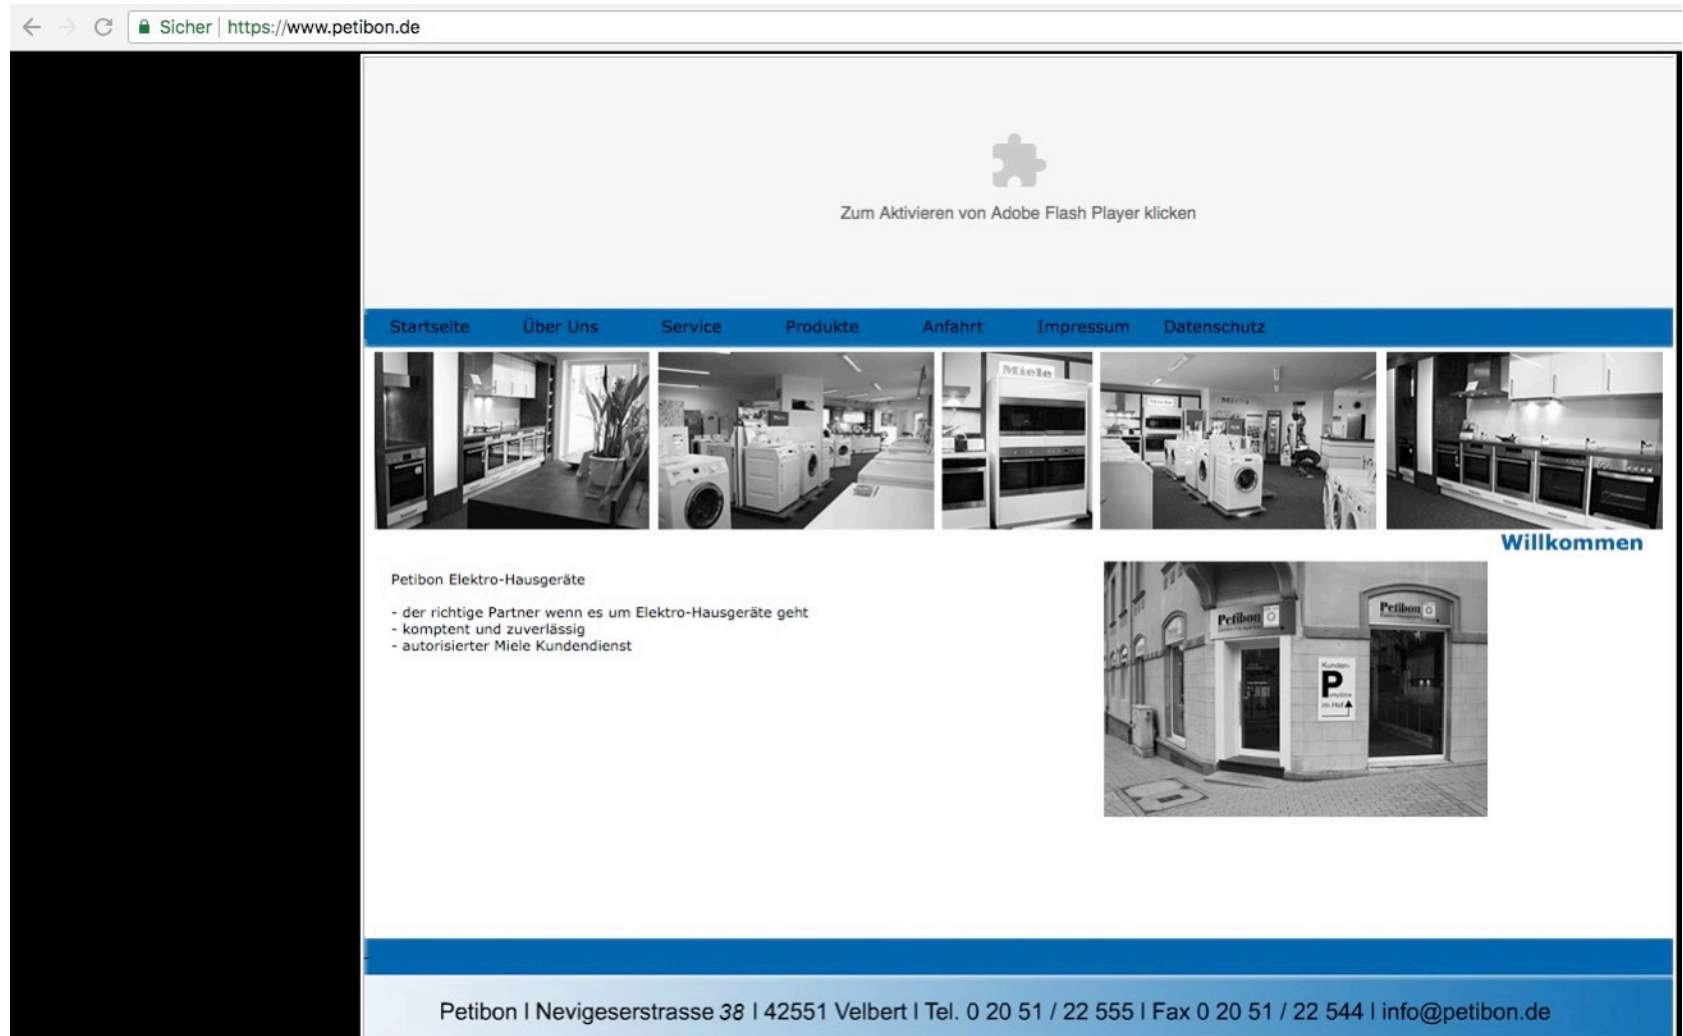 Sicher | https://www.petibon.de
Zum Aktivieren von Adobe Flash Player klicken
Startseite Über Uns Service Produkte Anfahrt Impressum Datenschutz
Miele
Willkommen
Petibon Elektro-Hausgeräte
- der richtige Partner wenn es um Elektro-Hausgeräte geht
- komptent und zuverlässig
- autorisierter Miele Kundendienst
Petibon
Petibon
Kunden-
P
im Hof
-
Petibon I Nevigeserstrasse 38 I 42551 Velbert I Tel. 0 20 51 / 22 555 I Fax 0 20 51 / 22 544 I info@petibon.de